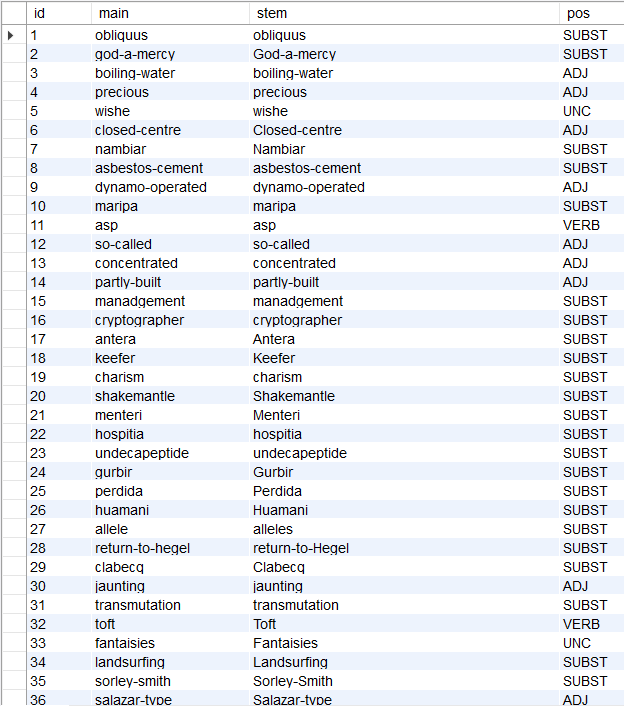 id main stem pos
1 obliquus obliquus SUBST
2 god-a-mercy God-a-mercy SUBST
3 boiling-water boiling-water ADJ
4 precious precious ADJ
5 wishe wishe UNC
6 closed-centre Closed-centre ADJ
7 nambiar Nambiar SUBST
8 asbestos-cement asbestos-cement SUBST
9 dynamo-operated dynamo-operated ADJ
10 maripa maripa SUBST
11 asp asp VERB
12 so-called so-called ADJ
13 concentrated concentrated ADJ
14 partly-built partly-built ADJ
15 manadgement manadgement SUBST
16 cryptographer cryptographer SUBST
17 antera Antera SUBST
18 keefer Keefer SUBST
19 charism charism SUBST
20 shakemantle Shakemantle SUBST
21 menteri Menteri SUBST
22 hospitia hospitia SUBST
23 undecapeptide undecapeptide SUBST
24 gurbir Gurbir SUBST
25 perdida Perdida SUBST
26 huamani Huamani SUBST
27 allele alleles SUBST
28 return-to-hegel return-to-Hegel SUBST
29 clabecq Clabecq SUBST
30 jaunting jaunting ADJ
31 transmutation transmutation SUBST
32 toft Toft VERB
33 fantaisies Fantaisies UNC
34 landsurfing Landsurfing SUBST
35 sorley-smith Sorley-Smith SUBST
36 salazar-type Salazar-type ADJ